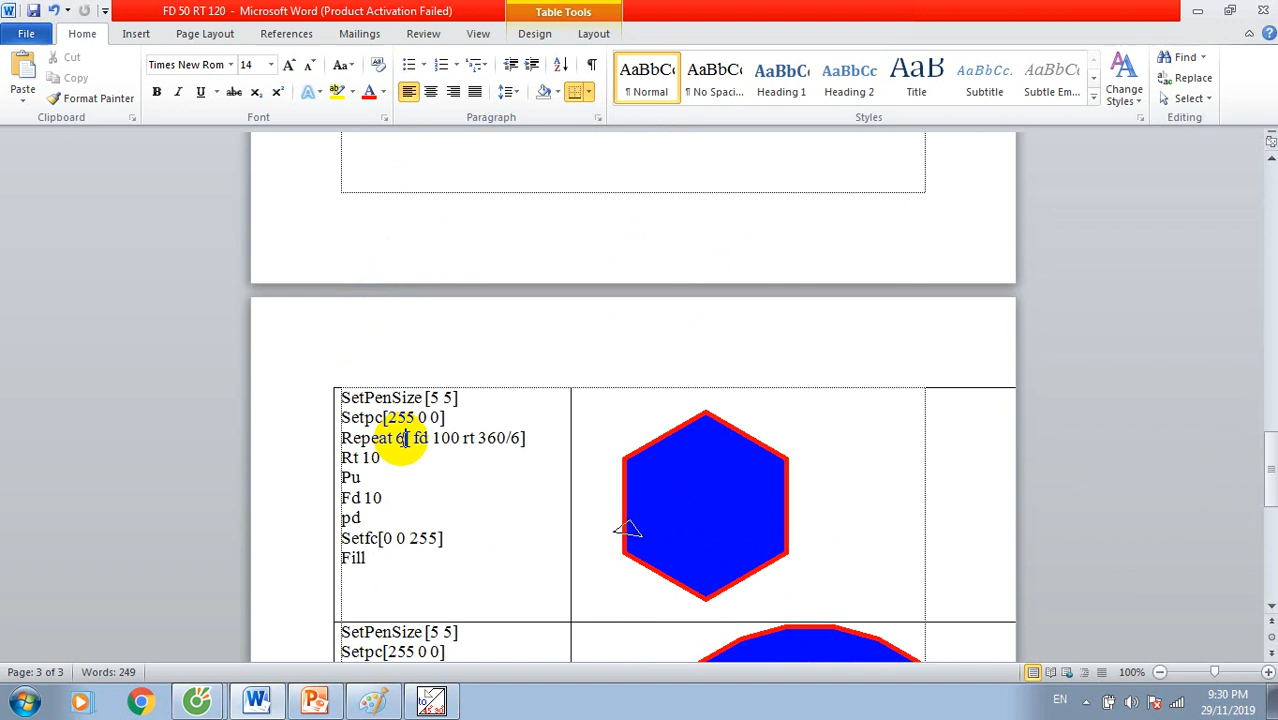 FD 50 RT 120 - Microsoft Word (Product Activation Failed)
Table Tools
File
Home
Insert
Page Layout
References
Mailings
Review
View
Design
Layout
Paste
Cut
Copy
Format Painter
Clipboard
Times New Rom
14
Font
Paragraph
AaBbCc
¶ Normal
AaBbCc
¶ No Spaci...
AaBbC
Heading 1
AaBbCc
Heading 2
AaB
Title
AaBbCc
Subtitle
AaBbCc
Subtle Em...
Change
Styles
Styles
Find
Replace
Select
Editing
SetPenSize [5 5]
Setpc[255 0 0]
Repeat 6[ fd 100 rt 360/6]
Rt 10
Pu
Fd 10
pd
Setfc[0 0 255]
Fill
SetPenSize [5 5]
Setpc[255 0 0]
Page: 3 of 3
Words: 249
100%
EN
9:30 PM
29/11/2019